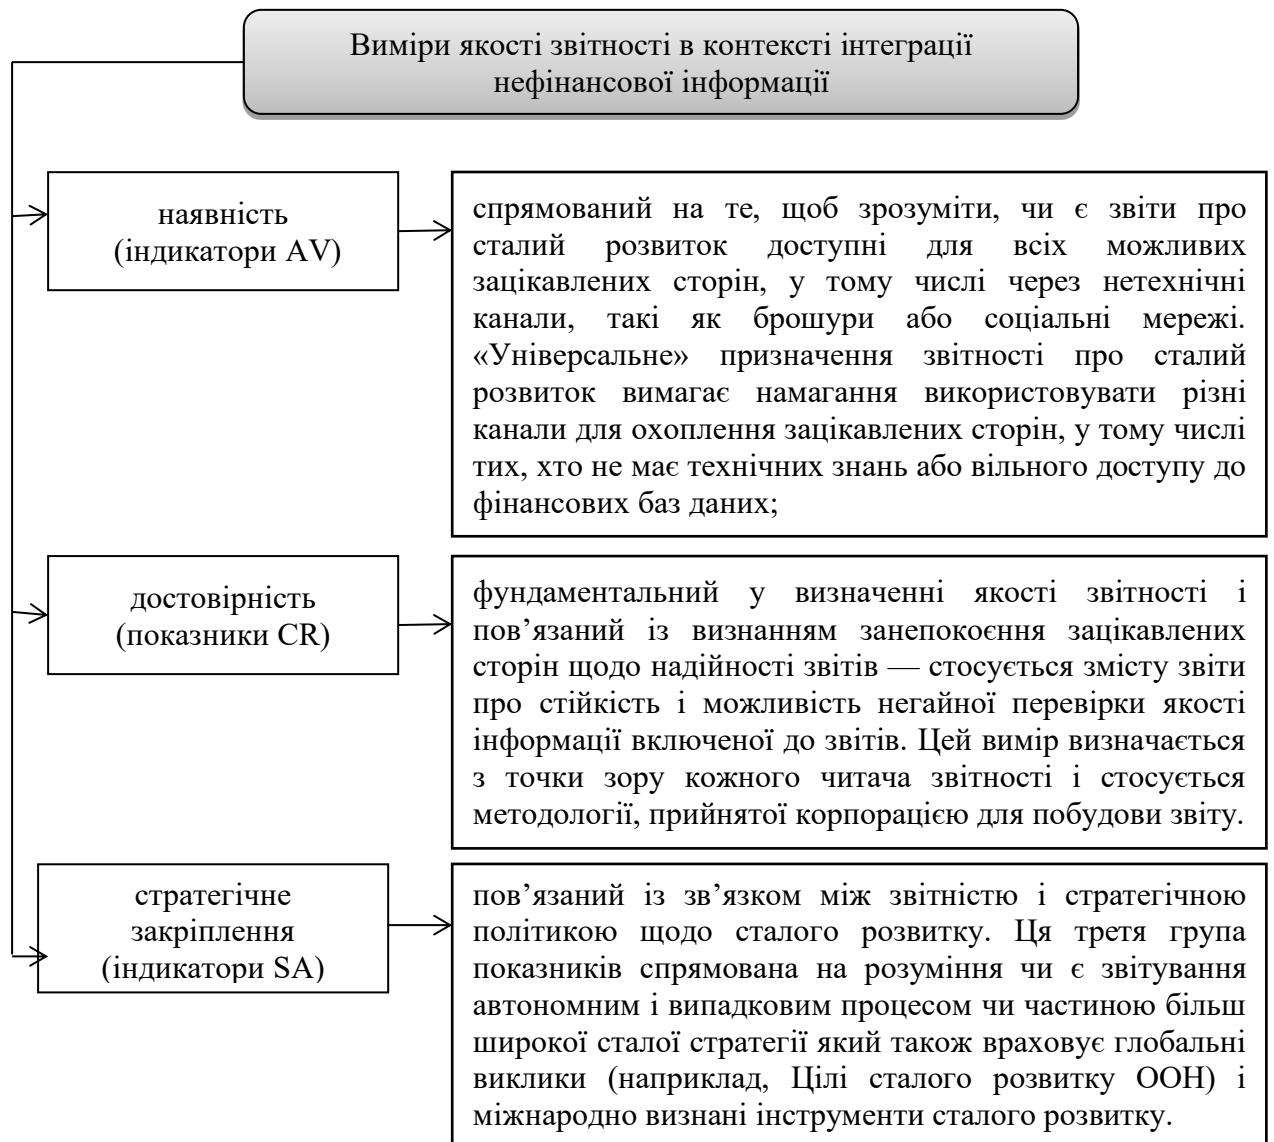 Виміри якості звітності в контексті інтеграції
нефінансової інформації
наявність
(індикатори AV)
спрямований на те, щоб зрозуміти, чи є звіти про
сталий розвиток доступні для всіх можливих
зацікавлених сторін, у тому числі через нетехнічні
канали, такі як брошури або соціальні мережі.
«Універсальне» призначення звітності про сталий
розвиток вимагає намагання використовувати різні
канали для охоплення зацікавлених сторін, у тому числі
тих, хто не має технічних знань або вільного доступу до
фінансових баз даних;
достовірність
(показники CR)
фундаментальний у визначенні якості звітності і
пов’язаний із визнанням занепокоєння зацікавлених
сторін щодо надійності звітів — стосується змісту звіти
про стійкість і можливість негайної перевірки якості
інформації включеної до звітів. Цей вимір визначається
з точки зору кожного читача звітності і стосується
методології, прийнятої корпорацією для побудови звіту.
стратегічне
закріплення
(індикатори SA)
пов’язаний із зв’язком між звітністю і стратегічною
політикою щодо сталого розвитку. Ця третя група
показників спрямована на розуміння чи є звітування
автономним і випадковим процесом чи частиною більш
широкої сталої стратегії який також враховує глобальні
виклики (наприклад, Цілі сталого розвитку ООН) і
міжнародно визнані інструменти сталого розвитку.